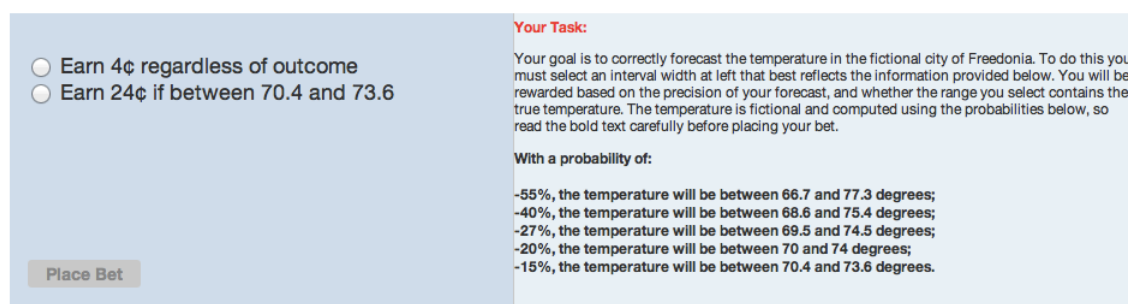 Earn 4¢ regardless of outcome
Earn 24¢ if between 70.4 and 73.6
Place Bet
Your Task:
Your goal is to correctly forecast the temperature in the fictional city of Freedonia. To do this you
must select an interval width at left that best reflects the information provided below. You will be
rewarded based on the precision of your forecast, and whether the range you select contains the
true temperature. The temperature is fictional and computed using the probabilities below, so
read the bold text carefully before placing your bet.
With a probability of:
-55%, the temperature will be between 66.7 and 77.3 degrees;
-40%, the temperature will be between 68.6 and 75.4 degrees;
-27%, the temperature will be between 69.5 and 74.5 degrees;
-20%, the temperature will be between 70 and 74 degrees;
-15%, the temperature will be between 70.4 and 73.6 degrees.